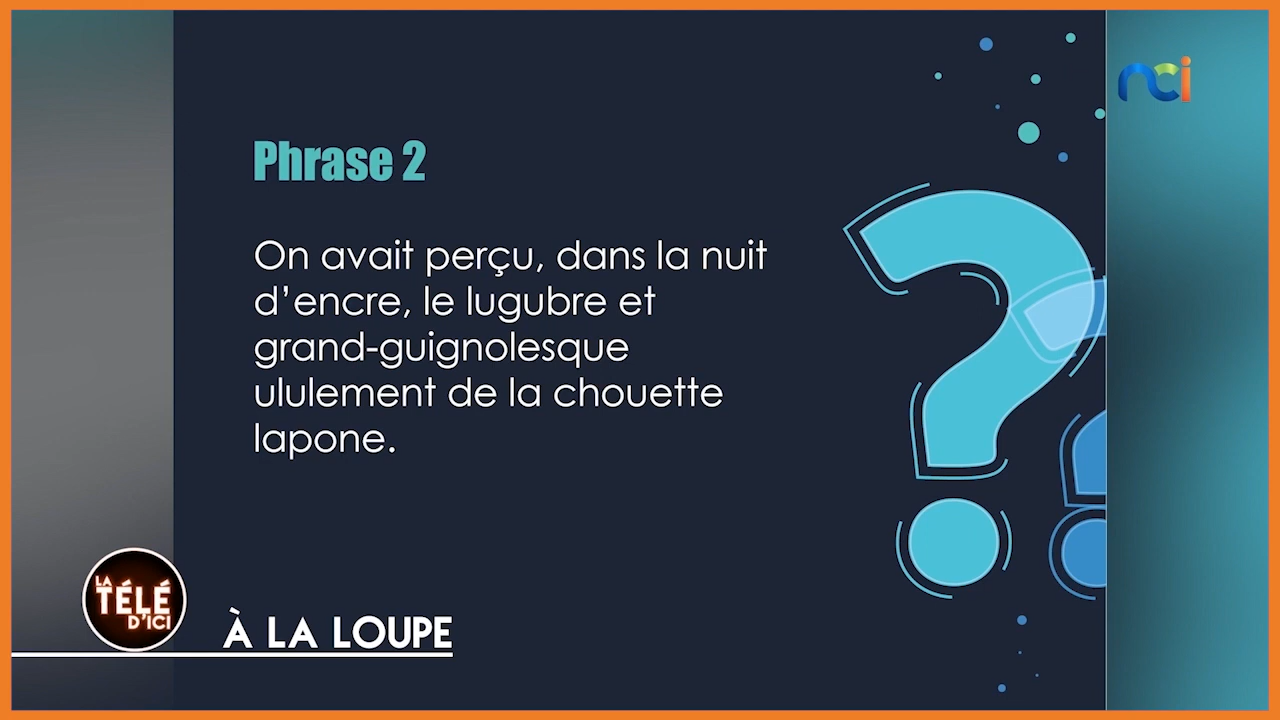 nci
Phrase 2
On avait perçu, dans la nuit
d’encre, le lugubre et
grand-guignolesque
ululement de la chouette
lapone.
LA
TÉLÉ
D'ICI
À LA LOUPE